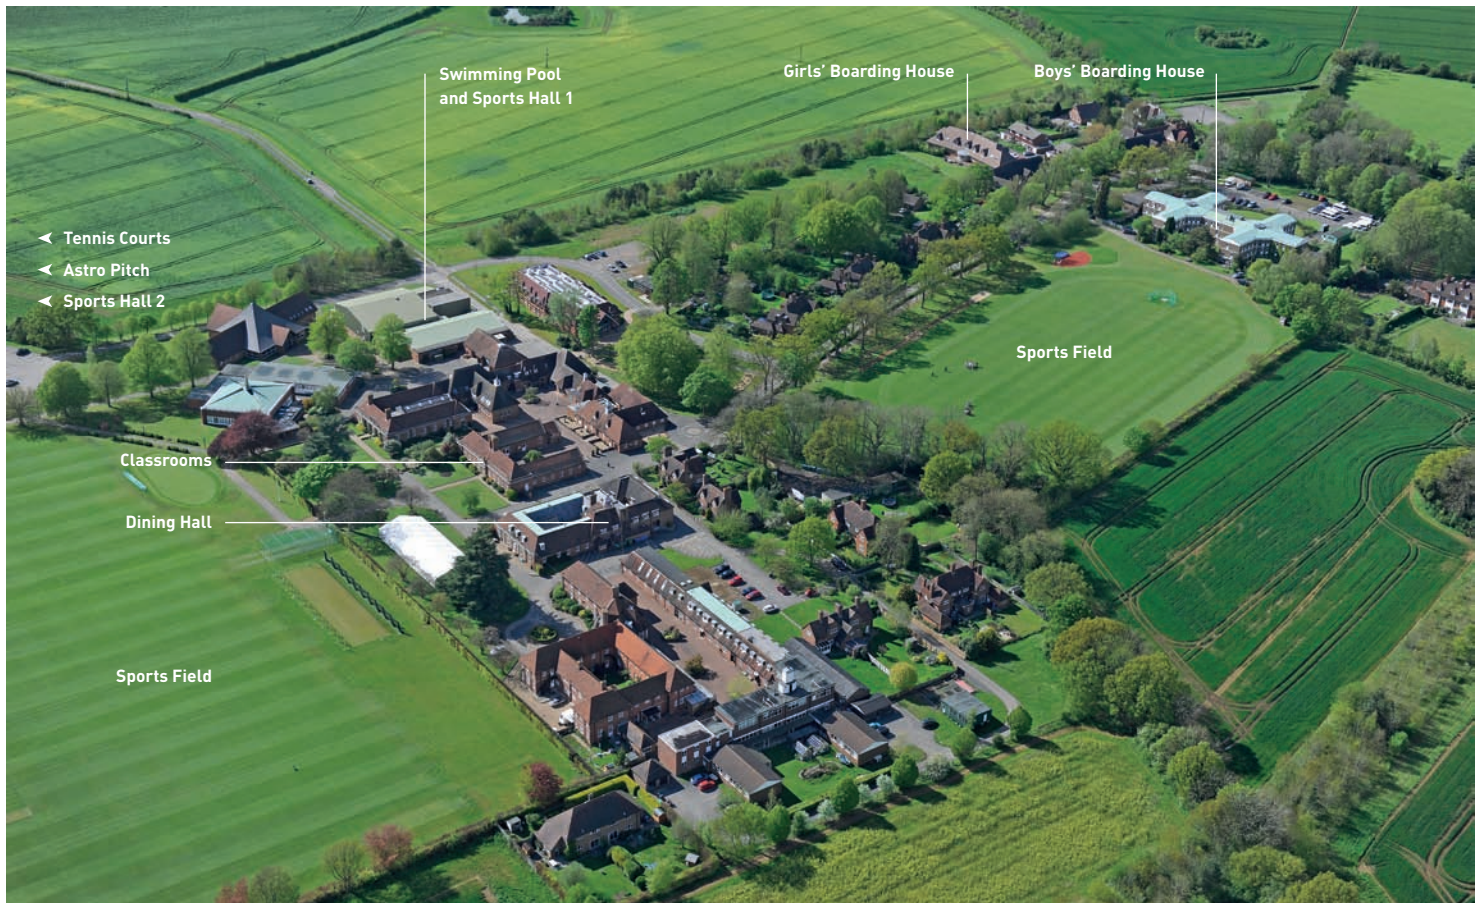 Swimming Pool
and Sports Hall 1
Girls’ Boarding House
Boys’ Boarding House
Tennis Courts
Astro Pitch
Sports Hall 2
Sports Field
Classrooms
Dining Hall
Sports Field